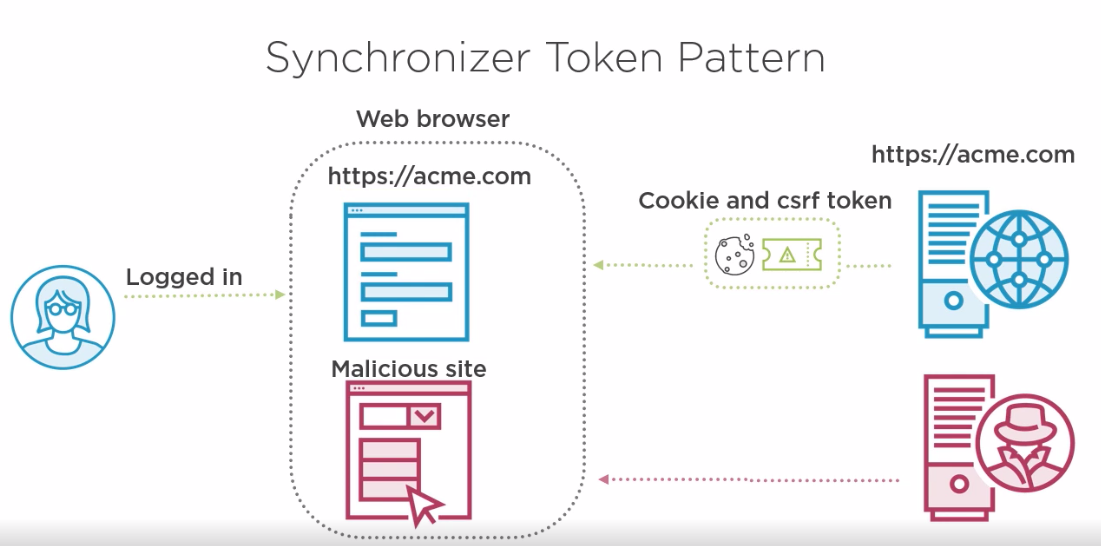 Synchronizer Token Pattern
Web browser
https://acme.com
https://acme.com
Cookie and csrf token
Logged in
Malicious site